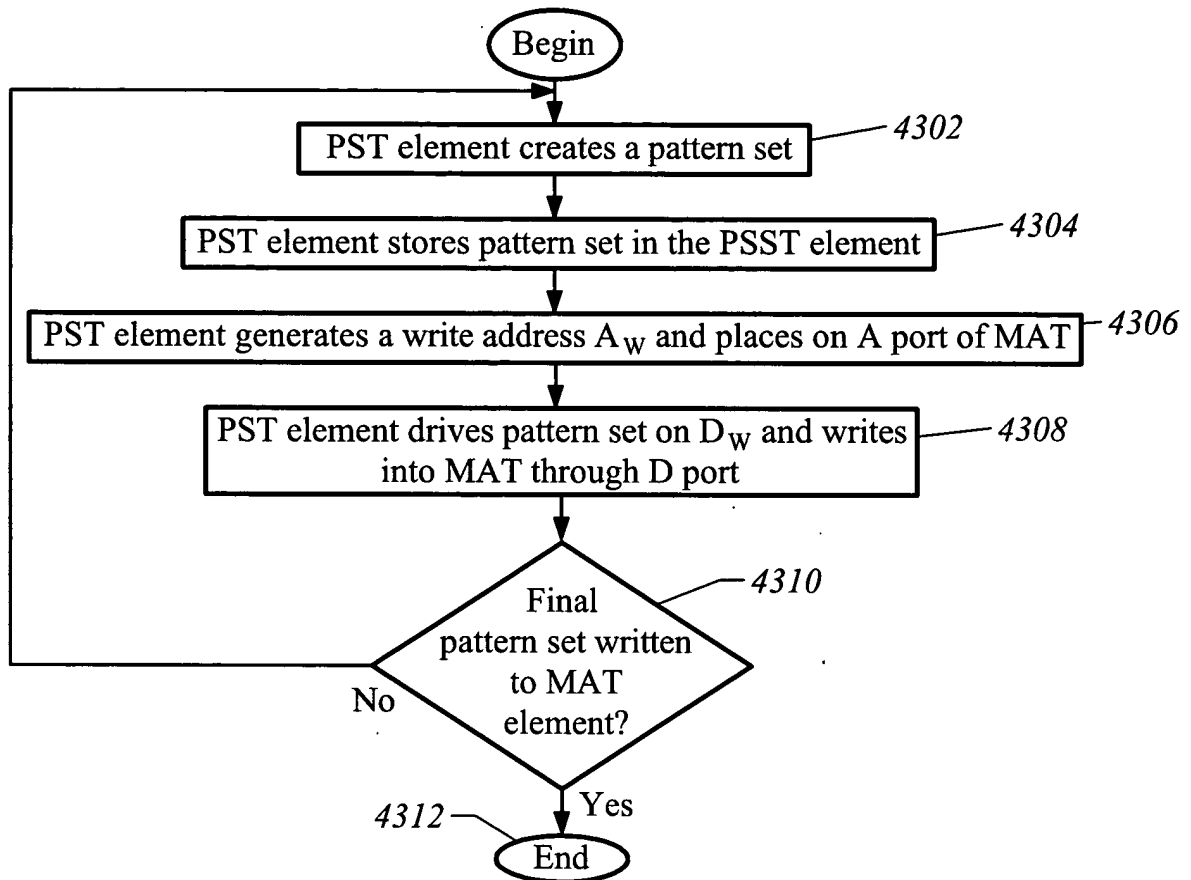 Begin
PST element creates a pattern set
4302
PST element stores pattern set in the PSST element
4304
PST element generates a write address AW and places on A port of MAT
4306
PST element drives pattern set on DW and writes
into MAT through D port
4308
Final
pattern set written
to MAT
element?
4310
No
Yes
4312
End